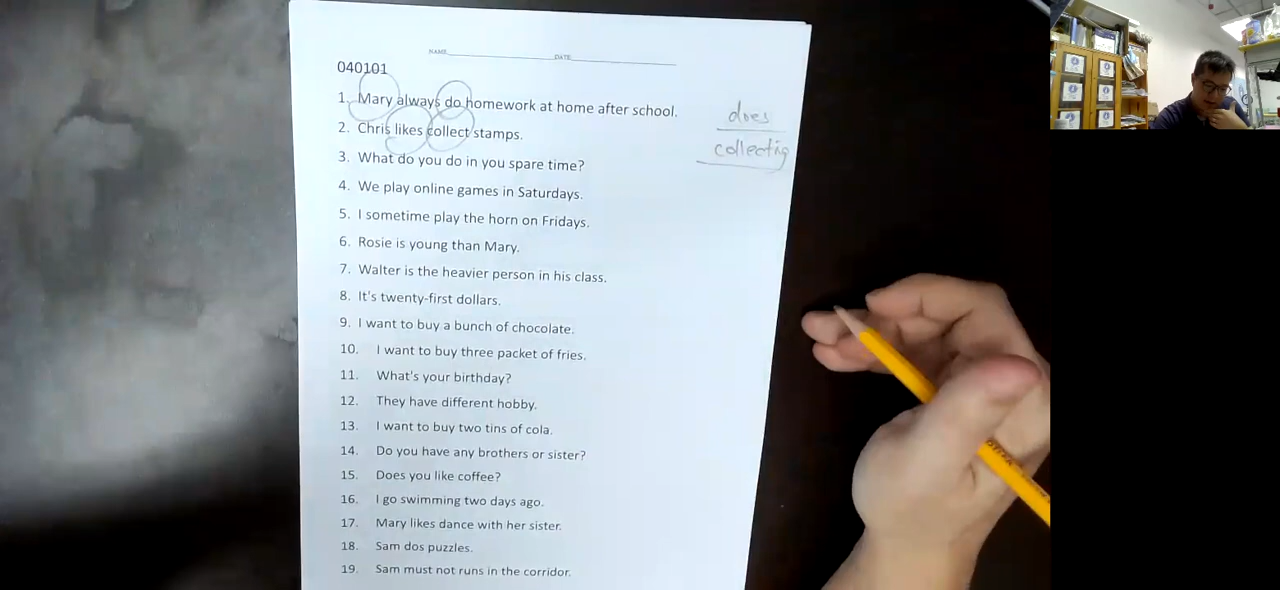 NAME DATE
040101
1. Mary always do homework at home after school.
does
2. Chris likes collect stamps.
collecting
3. What do you do in you spare time?
4. We play online games in Saturdays.
5. I sometime play the horn on Fridays.
6. Rosie is young than Mary.
7. Walter is the heavier person in his class.
8. It's twenty-first dollars.
9. I want to buy a bunch of chocolate.
10. I want to buy three packet of fries.
11. What's your birthday?
12. They have different hobby.
13. I want to buy two tins of cola.
14. Do you have any brothers or sister?
15. Does you like coffee?
16. I go swimming two days ago.
17. Mary likes dance with her sister.
18. Sam dos puzzles.
19. Sam must not runs in the corridor.